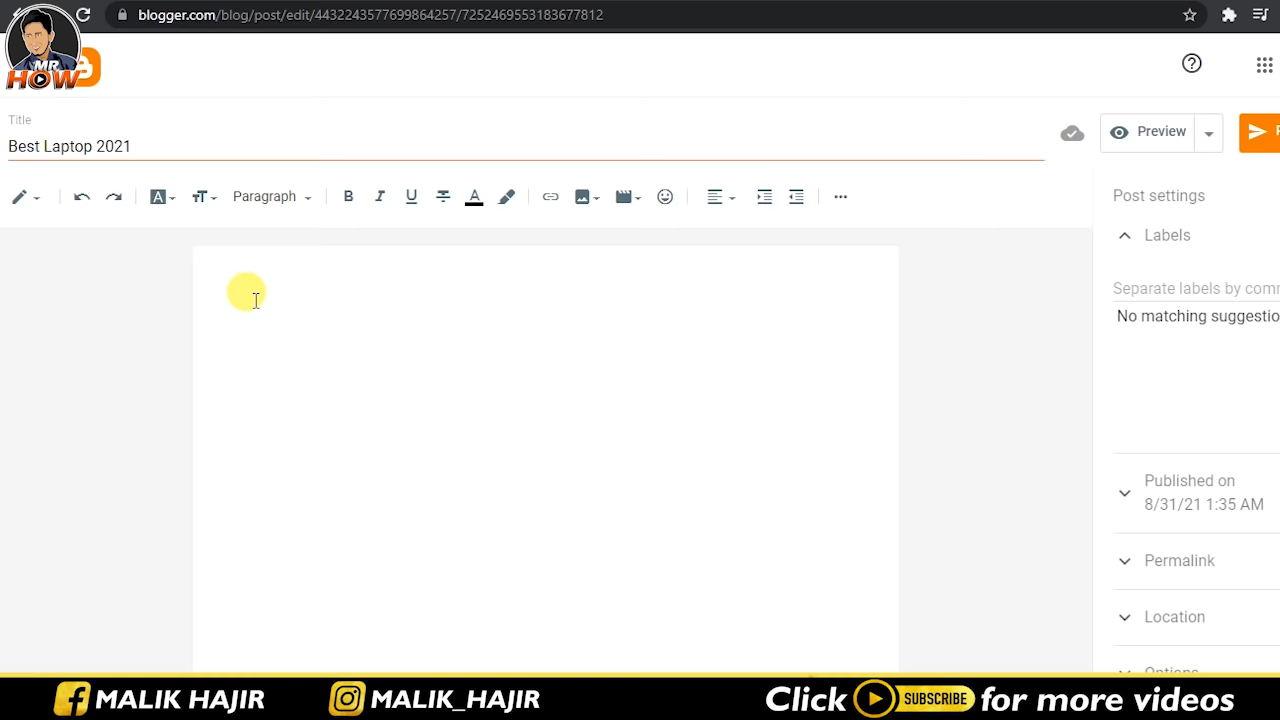 blogger.com/blog/post/edit/4432243577699864257/7252469553183677812
MR
HOW
Title
Best Laptop 2021
Preview
Paragraph
Post settings
Labels
Separate labels by com
No matching suggestio
Published on
8/31/21 1:35 AM
Permalink
Location
Options
MALIK HAJIR
MALIK_HAJIR
Click SUBSCRIBE for more videos